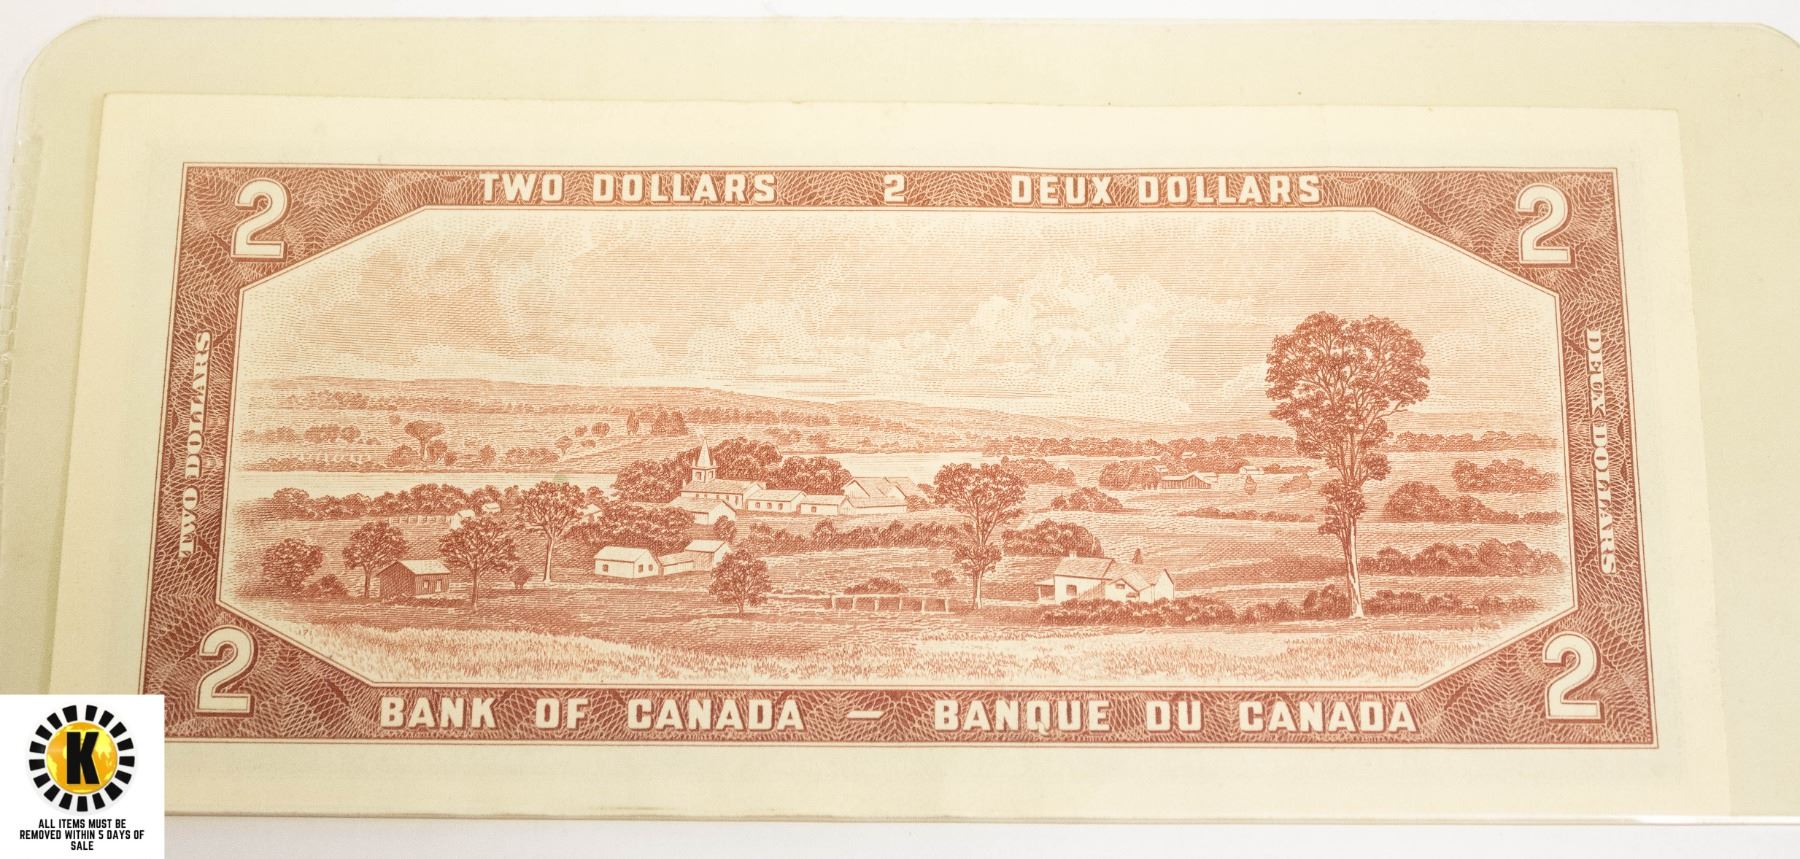 TWO DOLLARS 2 DEUX DOLLARS
2 2
TWO DOLLARS
DEUX DOLLARS
2 2
BANK OF CANADA — BANQUE DU CANADA
K
ALL ITEMS MUST BE
REMOVED WITHIN 5 DAYS OF
SALE